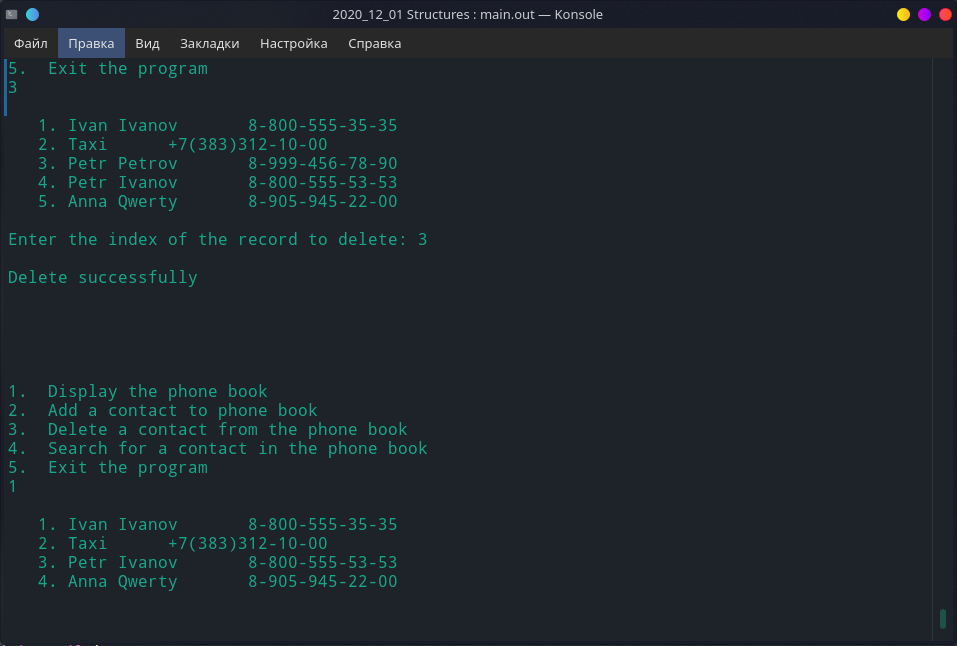 2020_12_01 Structures : main.out — Konsole
Файл Правка Вид Закладки Настройка Справка
5.  Exit the program
3
1. Ivan Ivanov       8-800-555-35-35
2. Taxi      +7(383)312-10-00
3. Petr Petrov       8-999-456-78-90
4. Petr Ivanov       8-800-555-53-53
5. Anna Qwerty       8-905-945-22-00
Enter the index of the record to delete: 3
Delete successfully
1.  Display the phone book
2.  Add a contact to phone book
3.  Delete a contact from the phone book
4.  Search for a contact in the phone book
5.  Exit the program
1
1. Ivan Ivanov       8-800-555-35-35
2. Taxi      +7(383)312-10-00
3. Petr Ivanov       8-800-555-53-53
4. Anna Qwerty       8-905-945-22-00